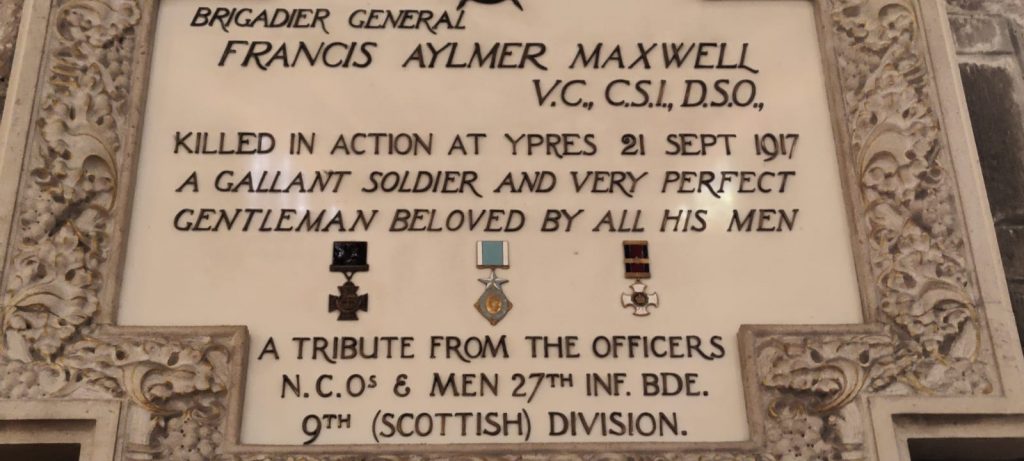 BRIGADIER GENERAL
FRANCIS AYLMER MAXWELL
V.C., C.S.I., D.S.O.,
KILLED IN ACTION AT YPRES 21 SEPT 1917
A GALLANT SOLDIER AND VERY PERFECT
GENTLEMAN BELOVED BY ALL HIS MEN
A TRIBUTE FROM THE OFFICERS
N.C.Os & MEN 27TH INF. BDE.
9TH (SCOTTISH) DIVISION.